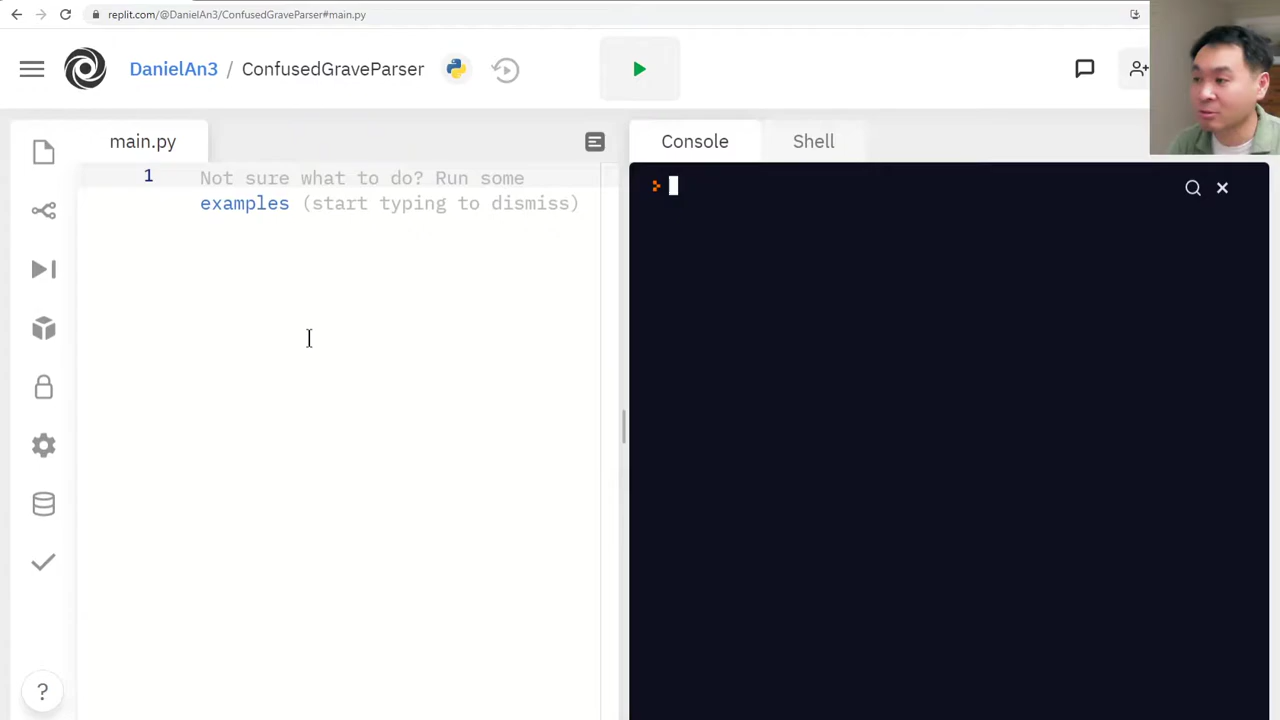 replit.com/@DanielAn3/ConfusedGraveParser#main.py
DanielAn3 / ConfusedGraveParser
main.py
Console
Shell
1
Not sure what to do? Run some
examples (start typing to dismiss)
?